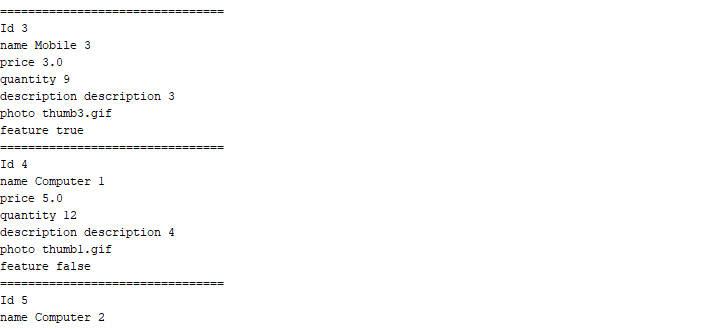 ================================
Id 3
name Mobile 3
price 3.0
quantity 9
description description 3
photo thumb3.gif
feature true
================================
Id 4
name Computer 1
price 5.0
quantity 12
description description 4
photo thumb1.gif
feature false
================================
Id 5
name Computer 2